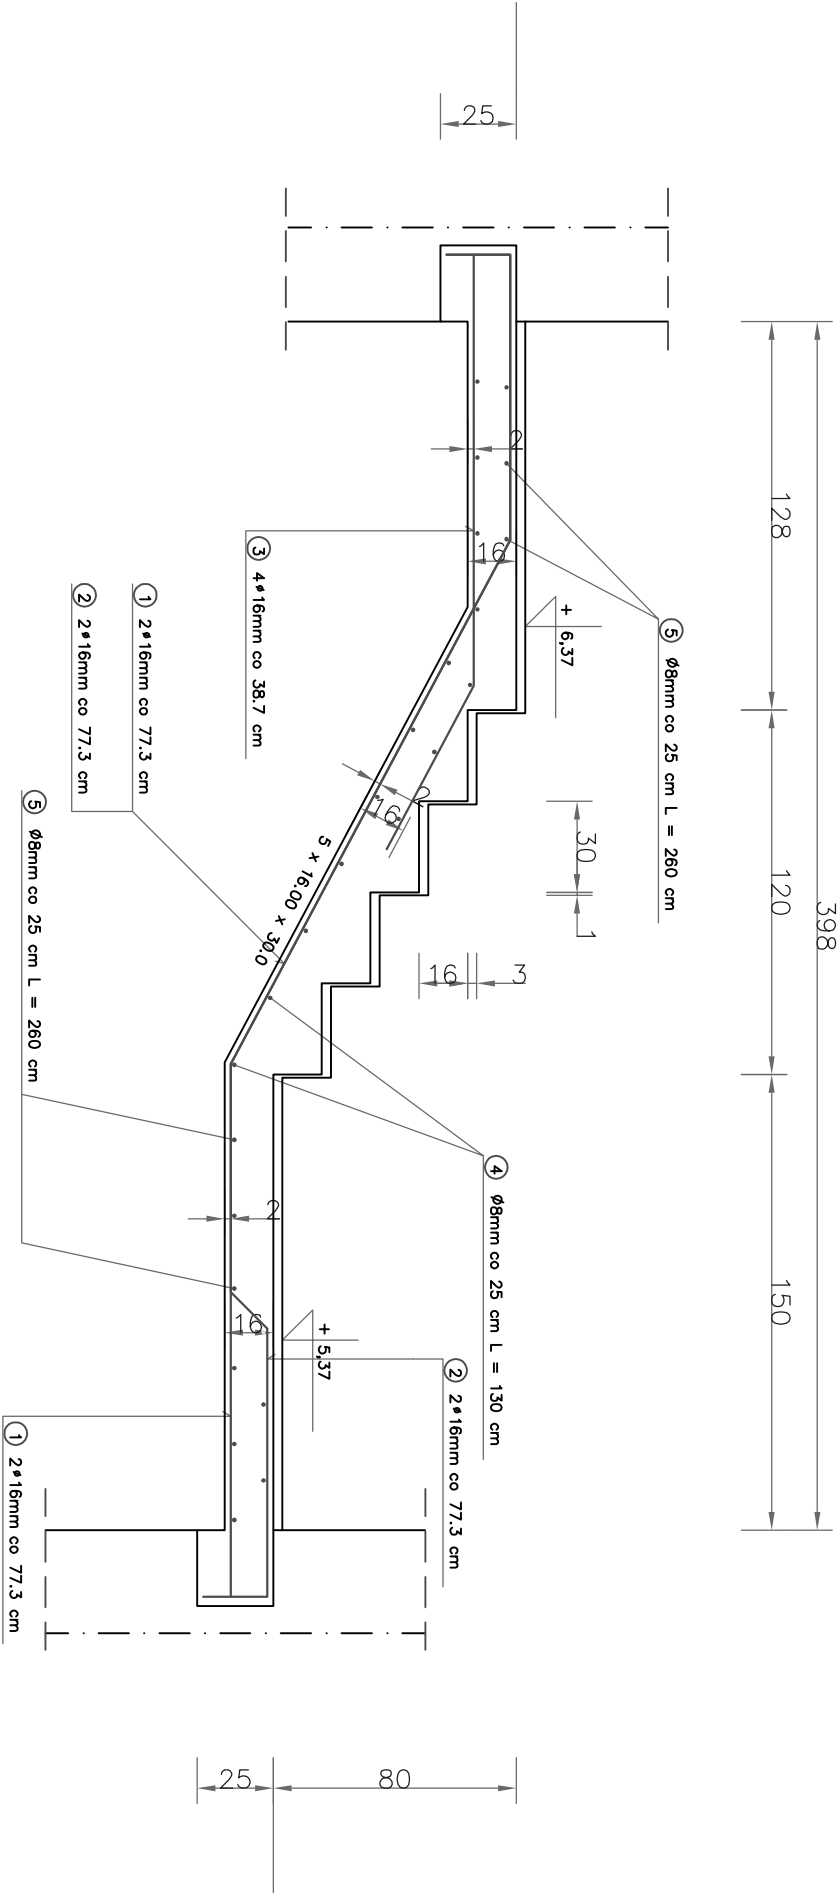 25
2
16
128
398
③ 4ø16mm co 38.7 cm
+ 6,37
⑤ Ø8mm co 25 cm L = 260 cm
① 2ø16mm co 77.3 cm
② 2ø16mm co 77.3 cm
⑤ Ø8mm co 25 cm L = 260 cm
2
16
5 x 16.00 x 30.0
30
1
120
16
3
④ Ø8mm co 25 cm L = 130 cm
2
16
+ 5,37
150
② 2ø16mm co 77.3 cm
① 2ø16mm co 77.3 cm
25
80